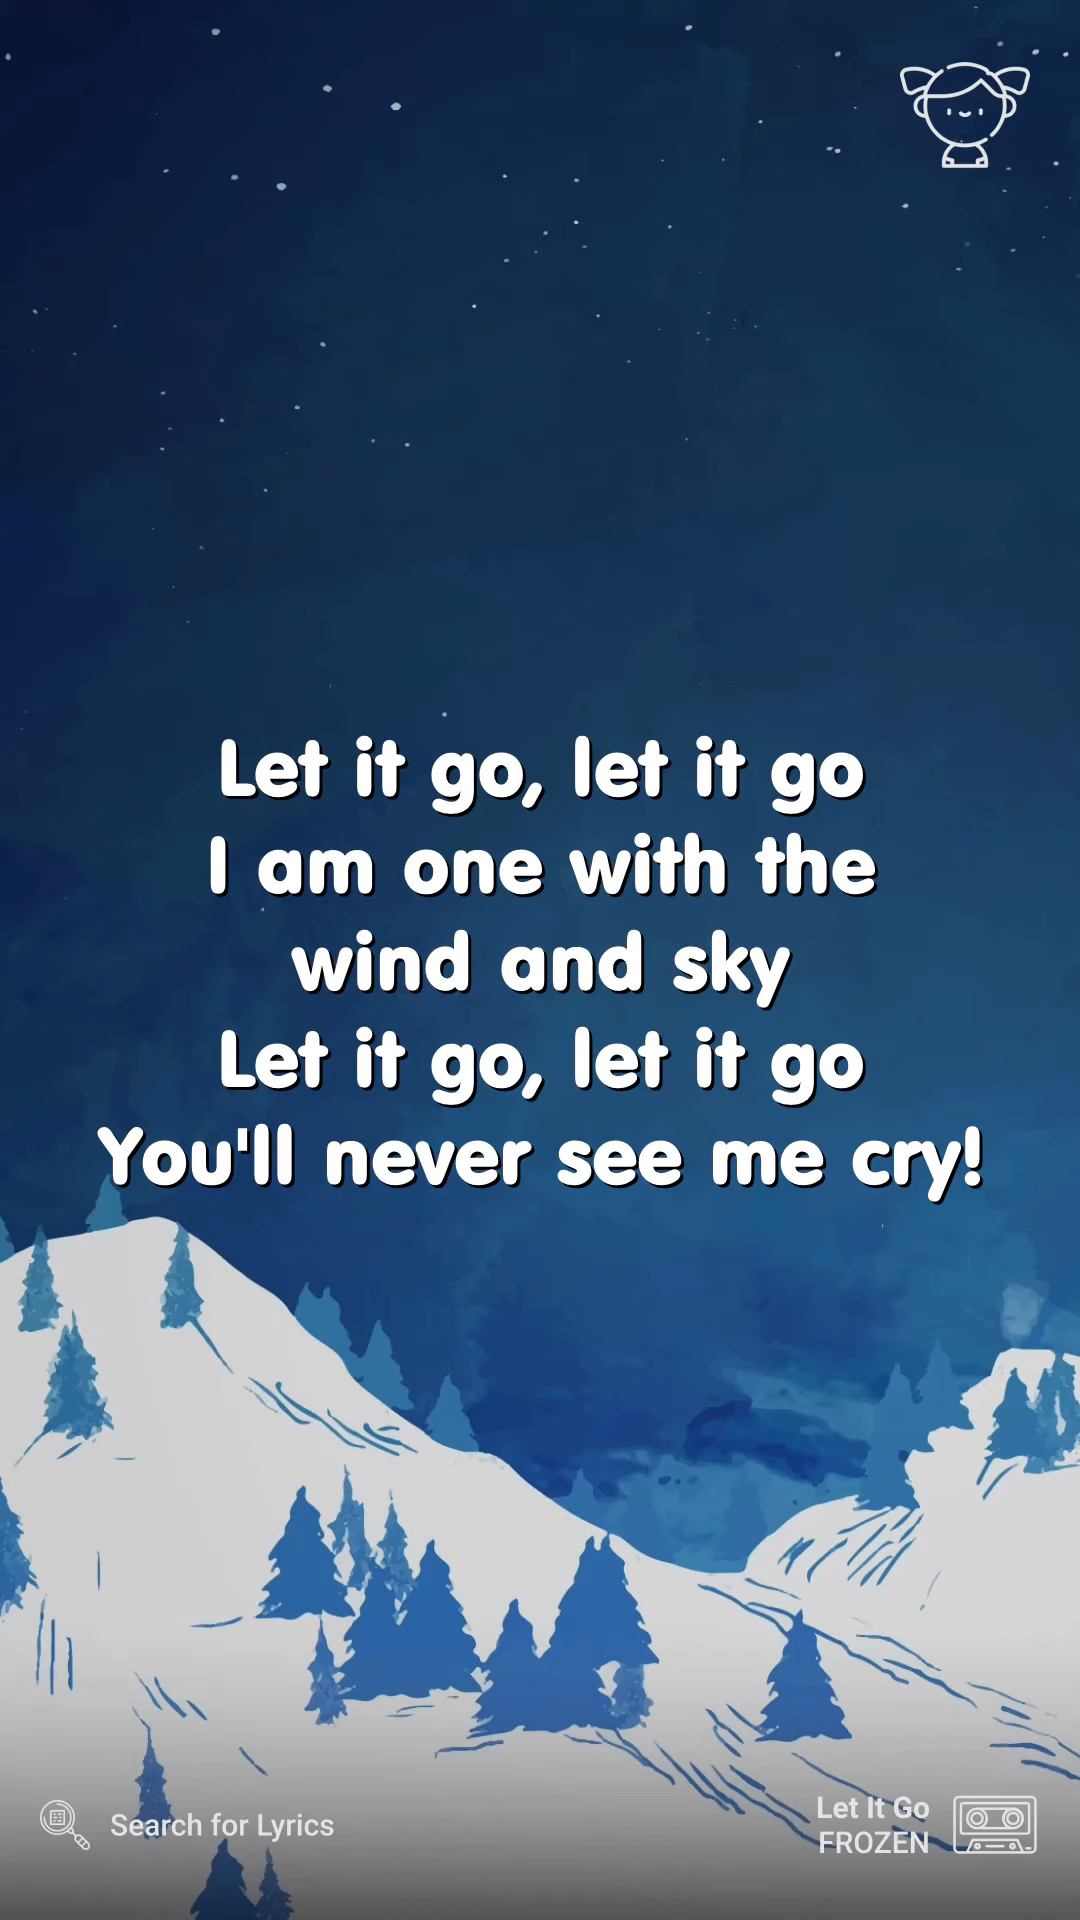 Let it go, let it go
I am one with the
wind and sky
Let it go, let it go
You'll never see me cry!
Search for Lyrics
Let It Go
FROZEN